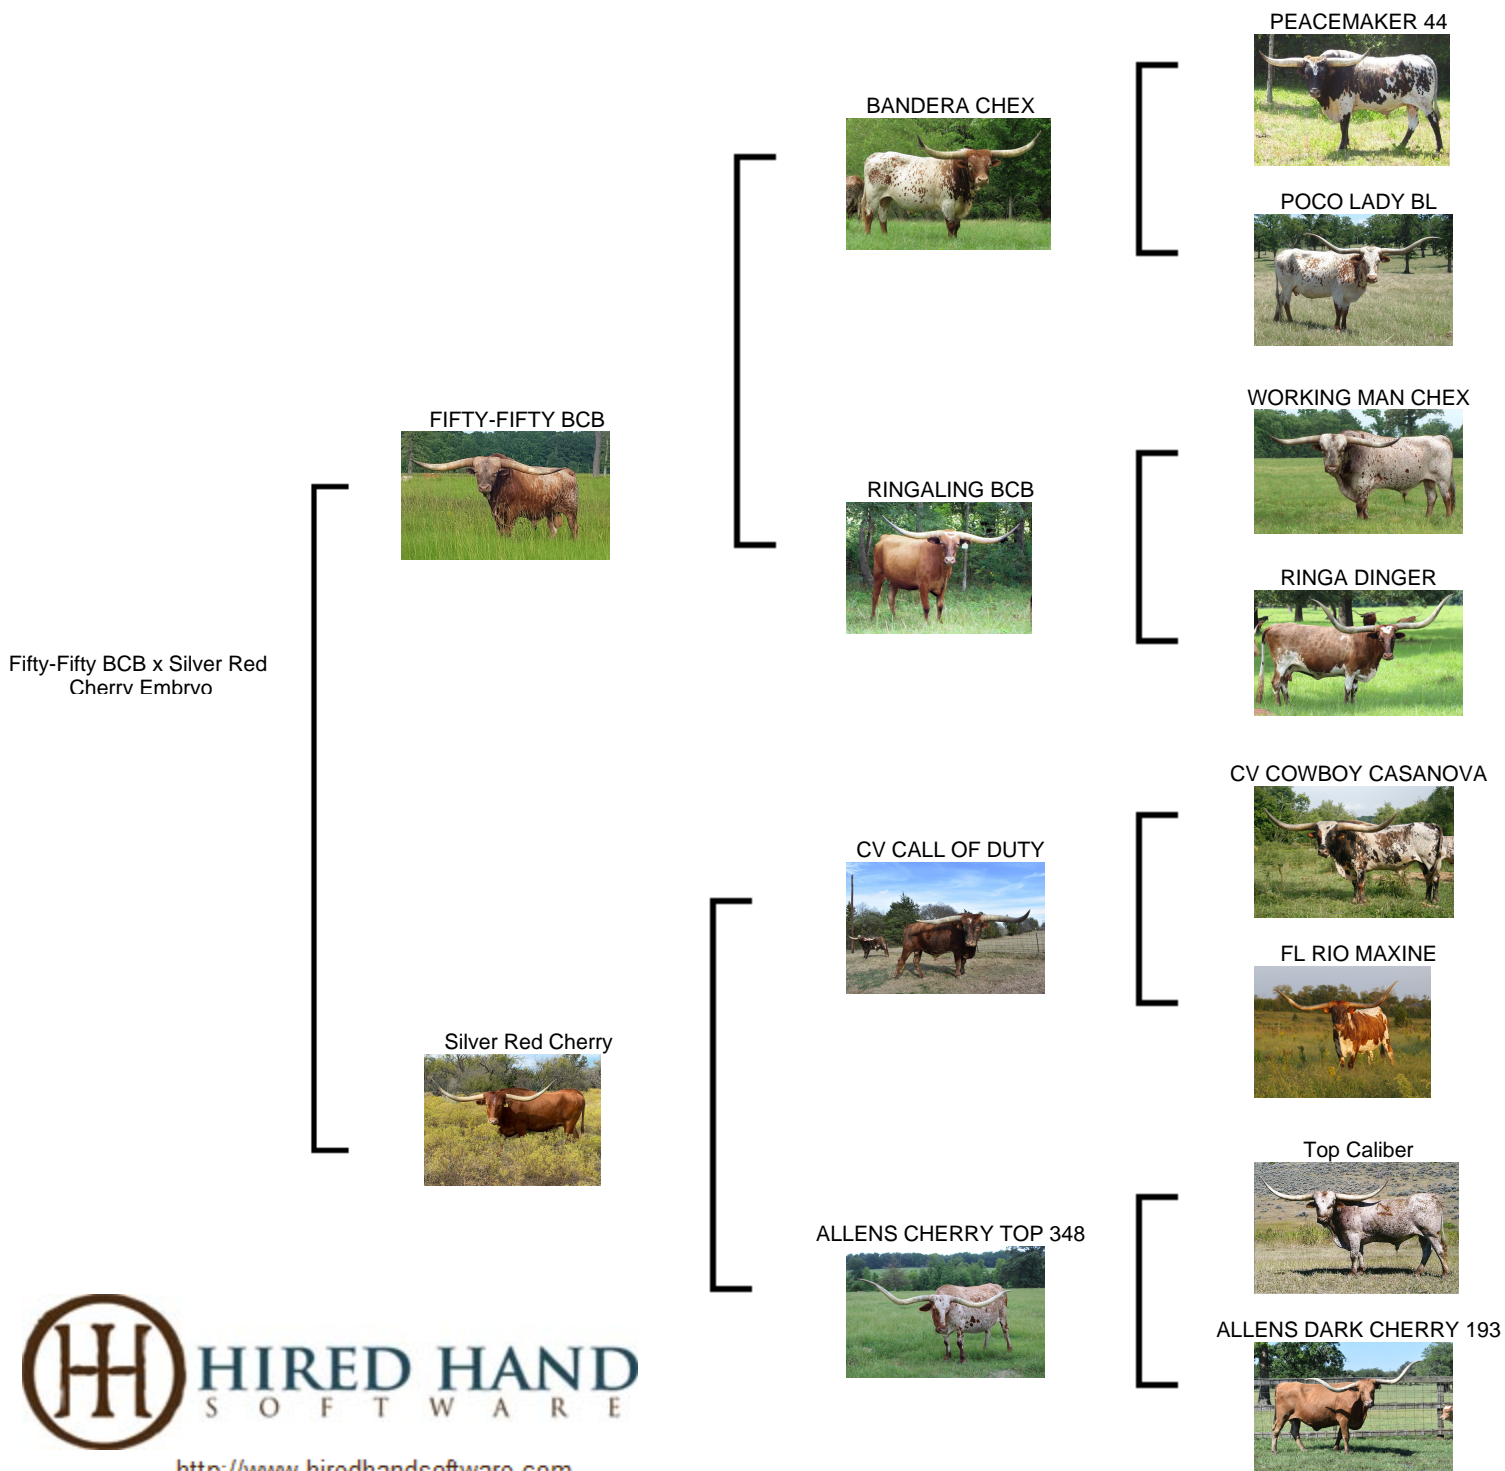 PEACEMAKER 44
BANDERA CHEX
POCO LADY BL
WORKING MAN CHEX
FIFTY-FIFTY BCB
RINGALING BCB
RINGA DINGER
Fifty-Fifty BCB x Silver Red
Cherry Embryo
CV COWBOY CASANOVA
CV CALL OF DUTY
FL RIO MAXINE
Silver Red Cherry
Top Caliber
ALLENS CHERRY TOP 348
ALLENS DARK CHERRY 193
HIRED HAND
SOFTWARE
http://www.hiredhandsoftware.com